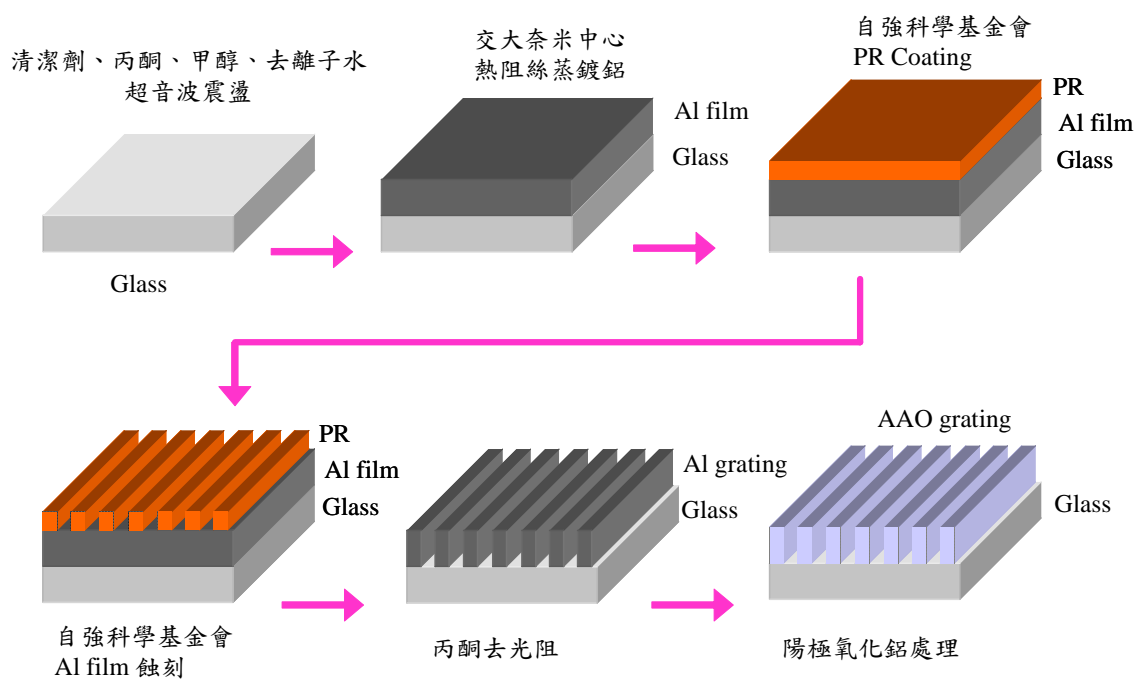 清潔劑、丙酮、甲醇、去離子水
超音波震盪
Glass
交大奈米中心
熱阻絲蒸鍍鋁
Al film
Glass
自強科學基金會
PR Coating
PR
Al film
Glass
PR
Al film
Glass
自強科學基金會
Al film 蝕刻
Al grating
Glass
丙酮去光阻
AAO grating
Glass
陽極氧化鋁處理